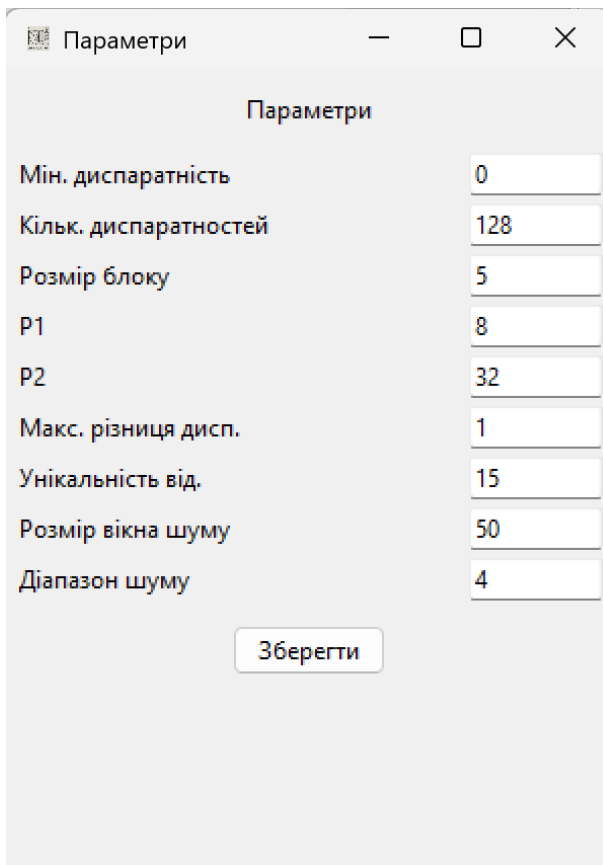 Параметри
Параметри
Мін. диспаратність 0
Кільк. диспаратностей 128
Розмір блоку 5
P1 8
P2 32
Макс. різниця дисп. 1
Унікальність від. 15
Розмір вікна шуму 50
Діапазон шуму 4
Зберегти